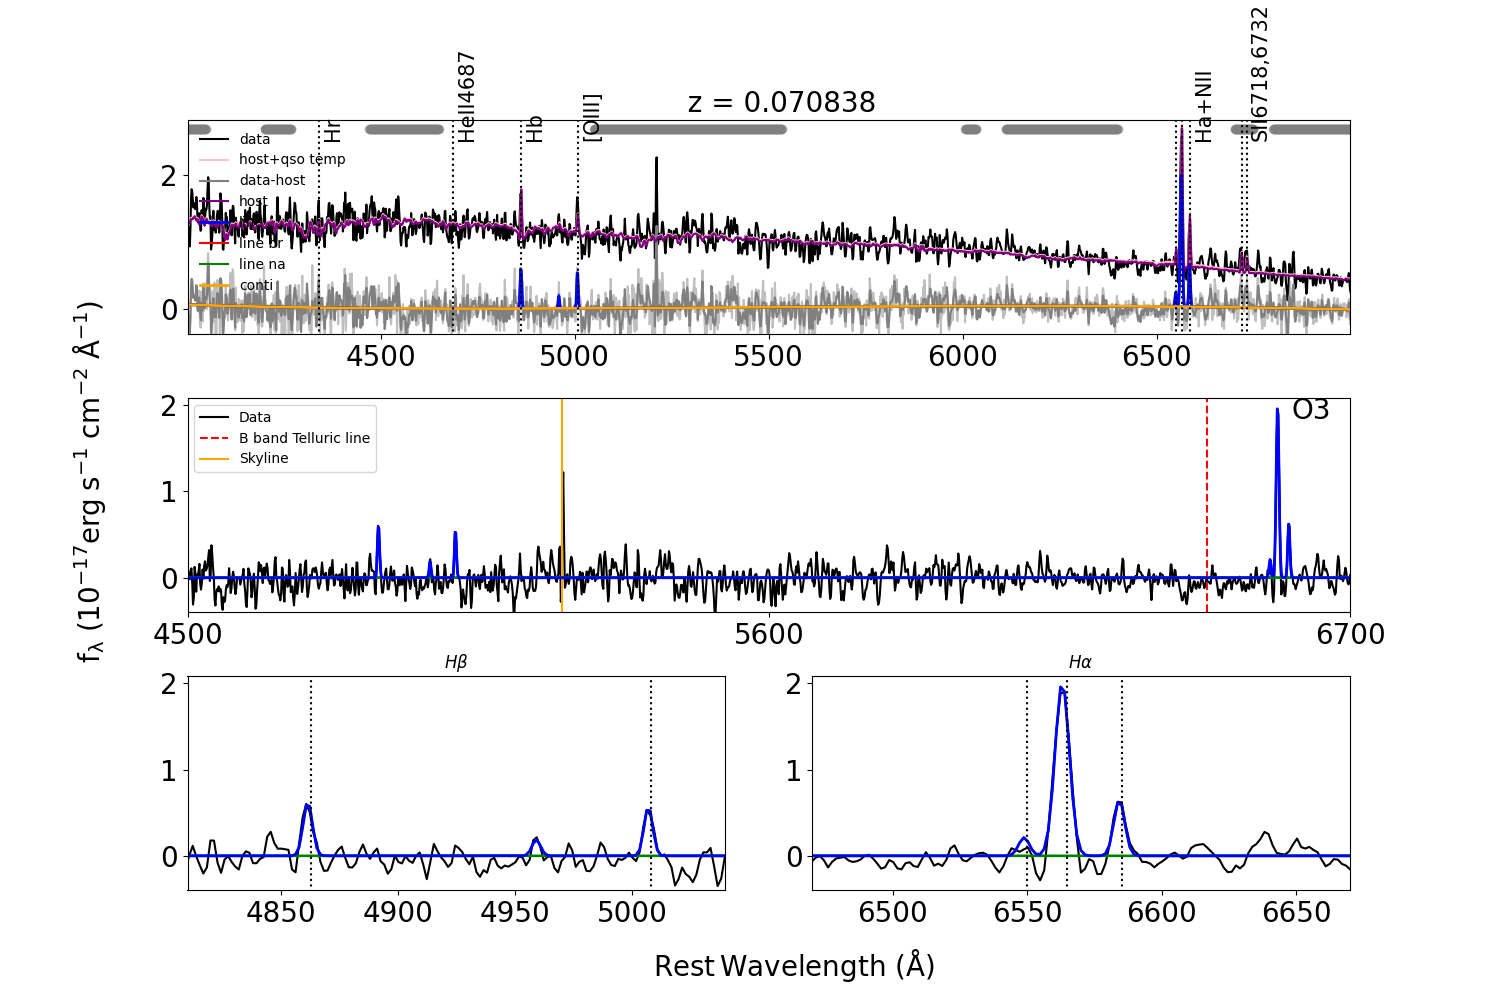 z = 0.070838
Hr
HeII4687
Hb
[OIII]
Ha+NII
SII6718,6732
data
host+qso temp
data-host
host
line br
line na
conti
2
0
4500
5000
5500
6000
6500
fλ (10⁻¹⁷erg s⁻¹ cm⁻² Å⁻¹)
Data
B band Telluric line
Skyline
O3
2
1
0
4500
5600
6700
Hβ
2
1
0
4850
4900
4950
5000
Hα
2
1
0
6500
6550
6600
6650
Rest Wavelength (Å)